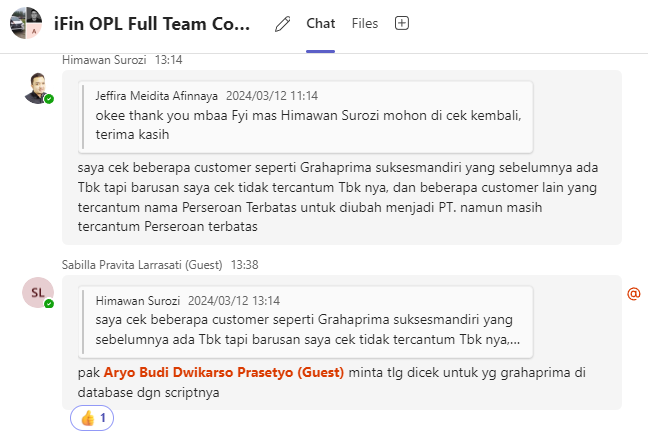 iFin OPL Full Team Co...
Chat
Files
Himawan Surozi 13:14
Jeffira Meidita Afinnaya 2024/03/12 11:14
okee thank you mbaa Fyi mas Himawan Surozi mohon di cek kembali,
terima kasih
saya cek beberapa customer seperti Grahaprima suksesmandiri yang sebelumnya ada
Tbk tapi barusan saya cek tidak tercantum Tbk nya, dan beberapa customer lain yang
tercantum nama Perseroan Terbatas untuk diubah menjadi PT. namun masih
tercantum Perseroan terbatas
Sabilla Pravita Larrasati (Guest) 13:38
SL
@
Himawan Surozi 2024/03/12 13:14
saya cek beberapa customer seperti Grahaprima suksesmandiri yang
sebelumnya ada Tbk tapi barusan saya cek tidak tercantum Tbk nya,...
pak Aryo Budi Dwikarso Prasetyo (Guest) minta tlg dicek untuk yg grahaprima di
database dgn scriptnya
👍 1